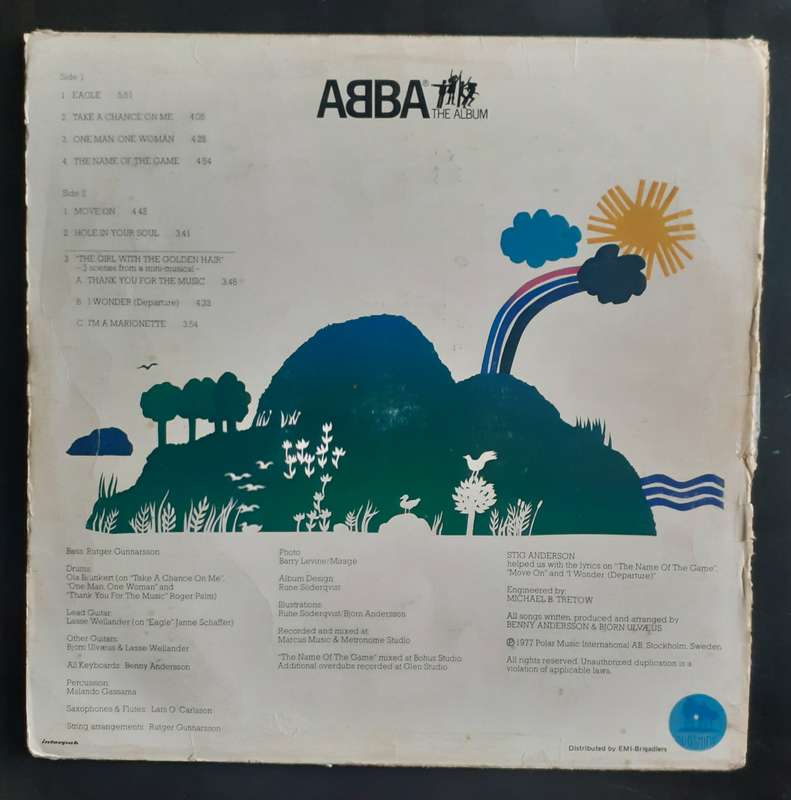 ABBA®
THE ALBUM
Side 1
1 EAGLE 5.51
2. TAKE A CHANCE ON ME 4.05
3. ONE MAN, ONE WOMAN 4.25
4. THE NAME OF THE GAME 4.54
Side 2
1 MOVE ON 4.45
2 HOLE IN YOUR SOUL 3.41
3 "THE GIRL WITH THE GOLDEN HAIR"
-3 scenes from a mini-musical-
A. THANK YOU FOR THE MUSIC 3.48
B I WONDER (Departure) 4.33
C I'M A MARIONETTE 3.54
Bass: Rutger Gunnarsson
Drums:
Ola Brunkert (on "Take A Chance On Me",
"One Man, One Woman" and
"Thank You For The Music" Roger Palm)
Lead Guitar:
Lasse Wellander (on "Eagle" Janne Schaffer)
Other Guitars:
Björn Ulvæus & Lasse Wellander
All Keyboards: Benny Andersson
Percussion:
Malando Gassama
Saxophones & Flutes: Lars O. Carlsson
String arrangements: Rutger Gunnarsson
Photo
Barry Levine/Mirage
Album Design
Rune Söderqvist
Illustrations:
Rune Söderqvist/Björn Andersson
Recorded and mixed at
Marcus Music & Metronome Studio
"The Name Of The Game" mixed at Bohus Studio
Additional overdubs recorded at Glen Studio
STIG ANDERSON
helped us with the lyrics on "The Name Of The Game",
"Move On" and "I Wonder (Departure)"
Engineered by:
MICHAEL B. TRETOW
All songs written, produced and arranged by
BENNY ANDERSSON & BJÖRN ULVÆUS
℗ 1977 Polar Music International AB, Stockholm, Sweden
All rights reserved. Unauthorized duplication is a
violation of applicable laws.
interpak
Distributed by EMI-Brigadiers
SUNSHINE